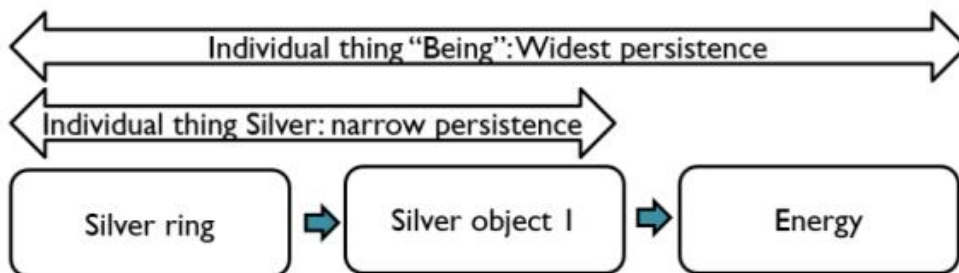 Individual thing “Being”: Widest persistence
Individual thing Silver: narrow persistence
Silver ring
Silver object 1
Energy